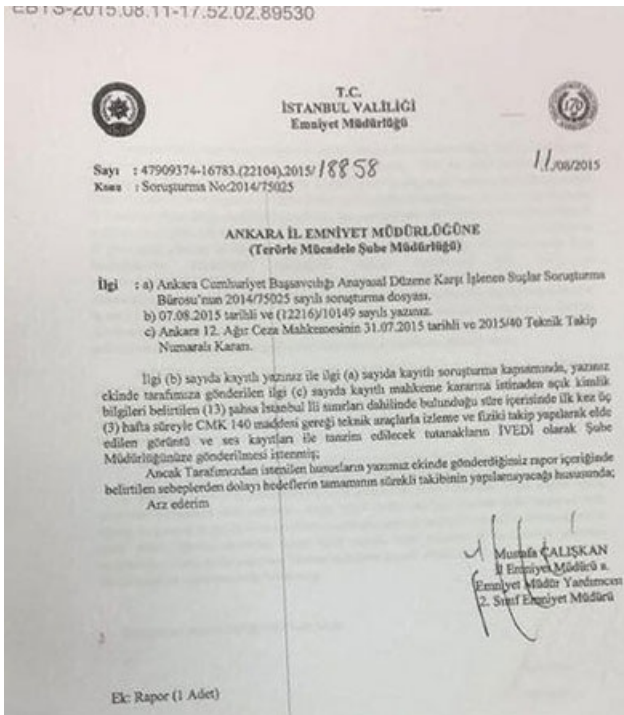 EBYS-2015.08.11-17.52.02.89530
T.C.
İSTANBUL VALİLİĞİ
Emniyet Müdürlüğü
170
Sayı : 47909374-16783.(22104).2015/18858
11/08/2015
Konu : Soruşturma No:2014/75025
ANKARA İL EMNİYET MÜDÜRLÜĞÜNE
(Terörle Mücadele Şube Müdürlüğü)
İlgi : a) Ankara Cumhuriyet Başsavcılığı Anayasal Düzene Karşı İşlenen Suçlar Soruşturma
Bürosu'nun 2014/75025 sayılı soruşturma dosyası.
b) 07.08.2015 tarihli ve (12216)/10149 sayılı yazınız.
c) Ankara 12. Ağır Ceza Mahkemesinin 31.07.2015 tarihli ve 2015/40 Teknik Takip
Numaralı Kararı.
İlgi (b) sayıda kayıtlı yazınız ile ilgi (a) sayıda kayıtlı soruşturma kapsamında, yazınız
ekinde tarafımıza gönderilen ilgi (c) sayıda kayıtlı mahkeme kararına istinaden açık kimlik
bilgileri belirtilen (13) şahsa İstanbul İli sınırları dahilinde bulunduğu süre içerisinde ilk kez üç
(3) hafta süreyle CMK 140 maddesi gereği teknik araçlarla izleme ve fiziki takip yapılarak elde
edilen görüntü ve ses kayıtları ile tanzim edilecek tutanakların İVEDİ olarak Şube
Müdürlüğünüze gönderilmesi istenmiş;
Ancak Tarafımızdan istenilen hususların yazımız ekinde gönderdiğimiz rapor içeriğinde
belirtilen sebeplerden dolayı hedeflerin tamamının sürekli takibinin yapılamayacağı hususunda;
Arz ederim
Mustafa ÇALIŞKAN
İl Emniyet Müdürü a.
Emniyet Müdür Yardımcısı
2. Sınıf Emniyet Müdürü
Ek: Rapor (1 Adet)